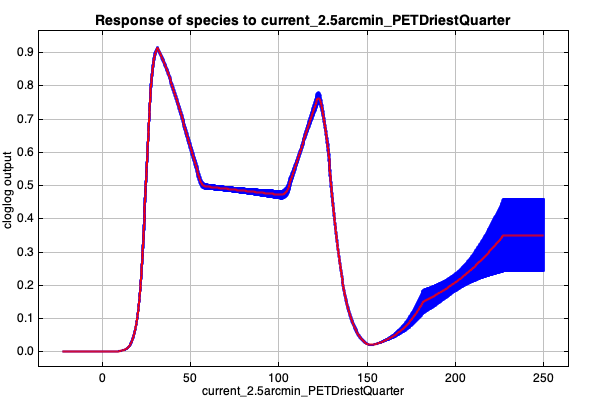 Response of species to current_2.5arcmin_PETDriestQuarter
cloglog output
0.9
0.8
0.7
0.6
0.5
0.4
0.3
0.2
0.1
0.0
0 50 100 150 200 250
current_2.5arcmin_PETDriestQuarter